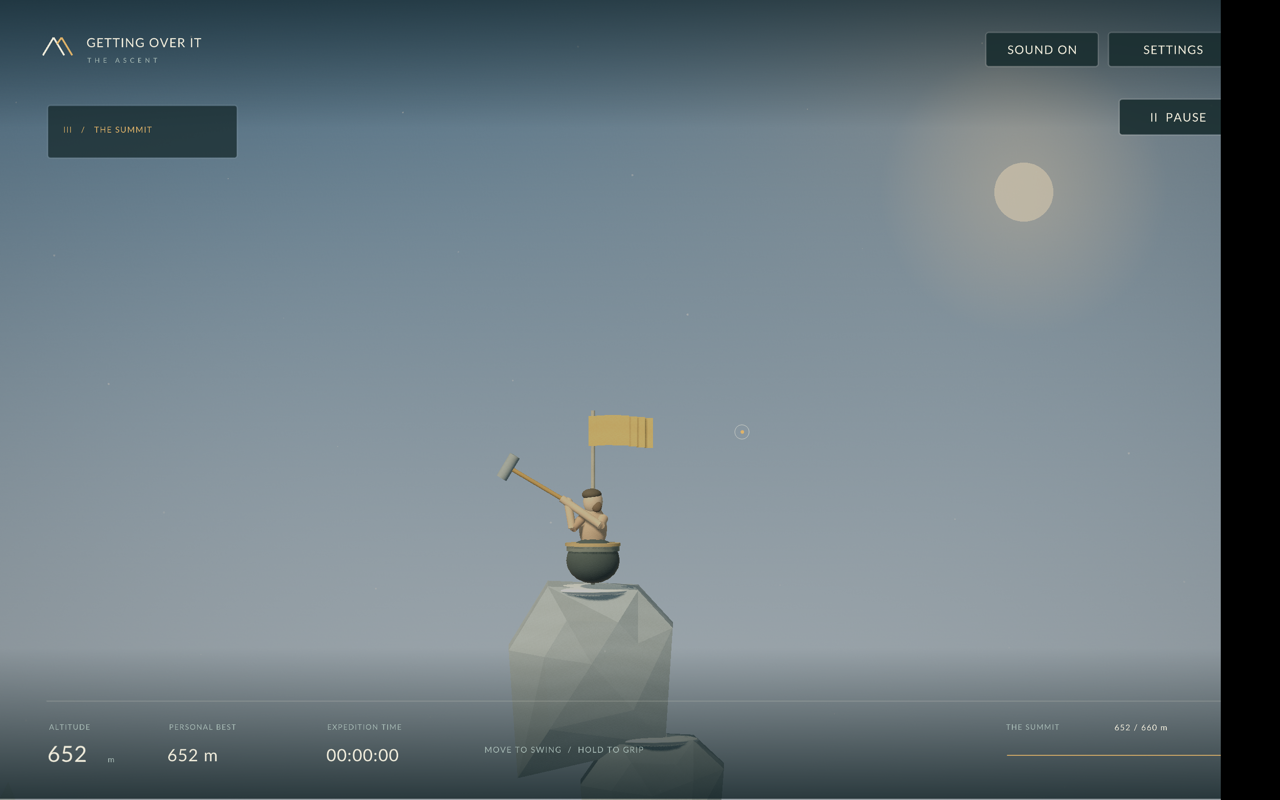 GETTING OVER IT
THE ASCENT
SOUND ON
SETTINGS
III / THE SUMMIT
II PAUSE
ALTITUDE
652 m
PERSONAL BEST
652 m
EXPEDITION TIME
00:00:00
MOVE TO SWING / HOLD TO GRIP
THE SUMMIT
652 / 660 m